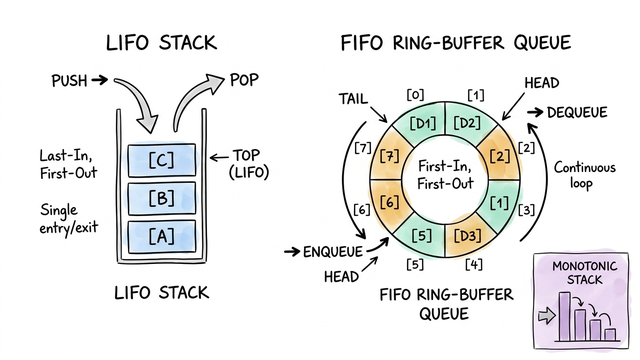 LIFO STACK
PUSH
POP
Last-In,
First-Out
Single
entry/exit
[C]
[B]
[A]
TOP
(LIFO)
LIFO STACK
FIFO RING-BUFFER QUEUE
TAIL
HEAD
DEQUEUE
[0]
[1]
[2]
[3]
[4]
[5]
[6]
[7]
[D1]
[D2]
[2]
[1]
[D3]
[5]
[6]
[7]
First-In,
First-Out
Continuous
loop
ENQUEUE
HEAD
FIFO RING-BUFFER
QUEUE
MONOTONIC
STACK